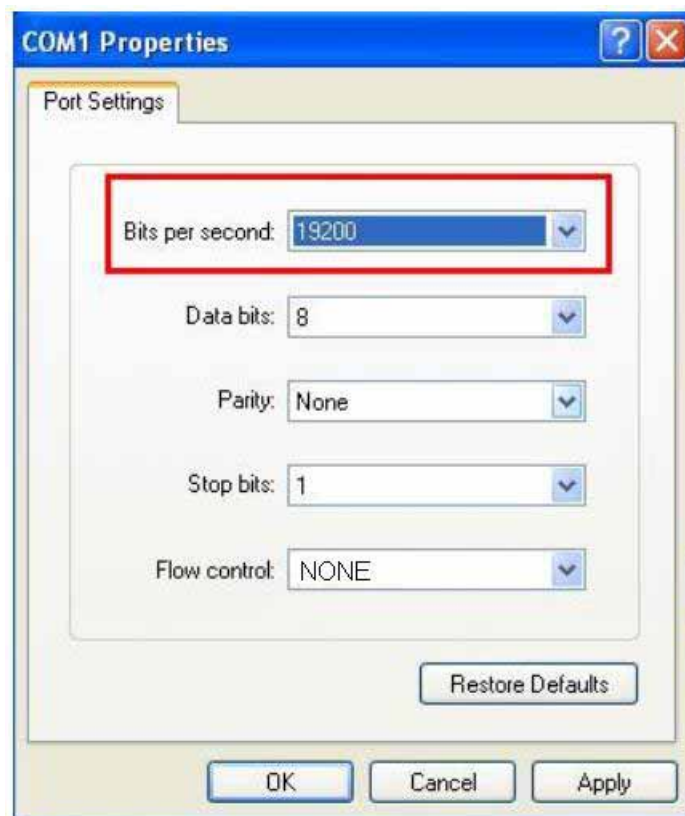 COM1 Properties
Port Settings
Bits per second: 19200
Data bits: 8
Parity: None
Stop bits: 1
Flow control: NONE
Restore Defaults
OK Cancel Apply